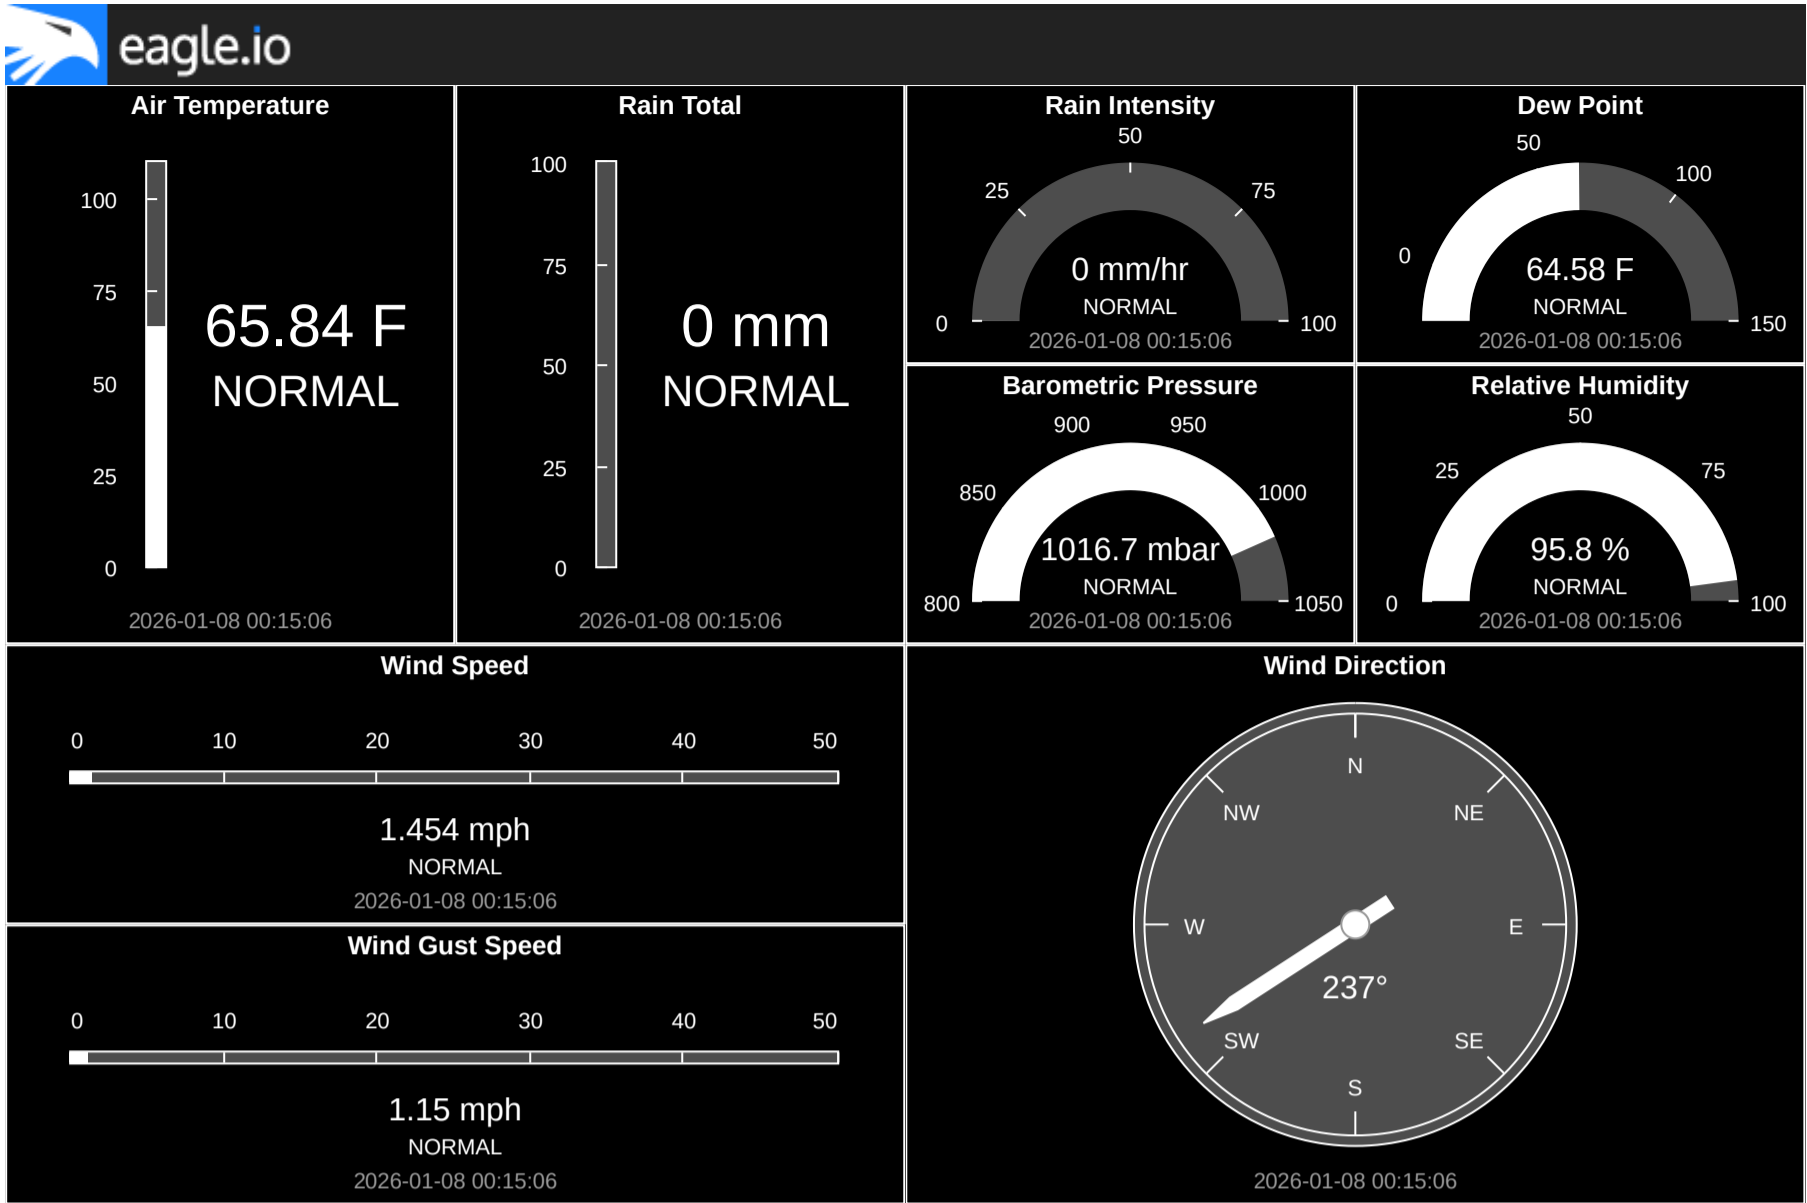 eagle.io
Air Temperature
100
75
50
25
0
65.84 F
NORMAL
2026-01-08 00:15:06
Rain Total
100
75
50
25
0
0 mm
NORMAL
2026-01-08 00:15:06
Rain Intensity
50
25
75
0
100
0 mm/hr
NORMAL
2026-01-08 00:15:06
Dew Point
50
100
0
150
64.58 F
NORMAL
2026-01-08 00:15:06
Barometric Pressure
900
950
850
1000
800
1050
1016.7 mbar
NORMAL
2026-01-08 00:15:06
Relative Humidity
50
25
75
0
100
95.8 %
NORMAL
2026-01-08 00:15:06
Wind Speed
0 10 20 30 40 50
1.454 mph
NORMAL
2026-01-08 00:15:06
Wind Gust Speed
0 10 20 30 40 50
1.15 mph
NORMAL
2026-01-08 00:15:06
Wind Direction
N
NW
NE
W
E
237°
SW
SE
S
2026-01-08 00:15:06